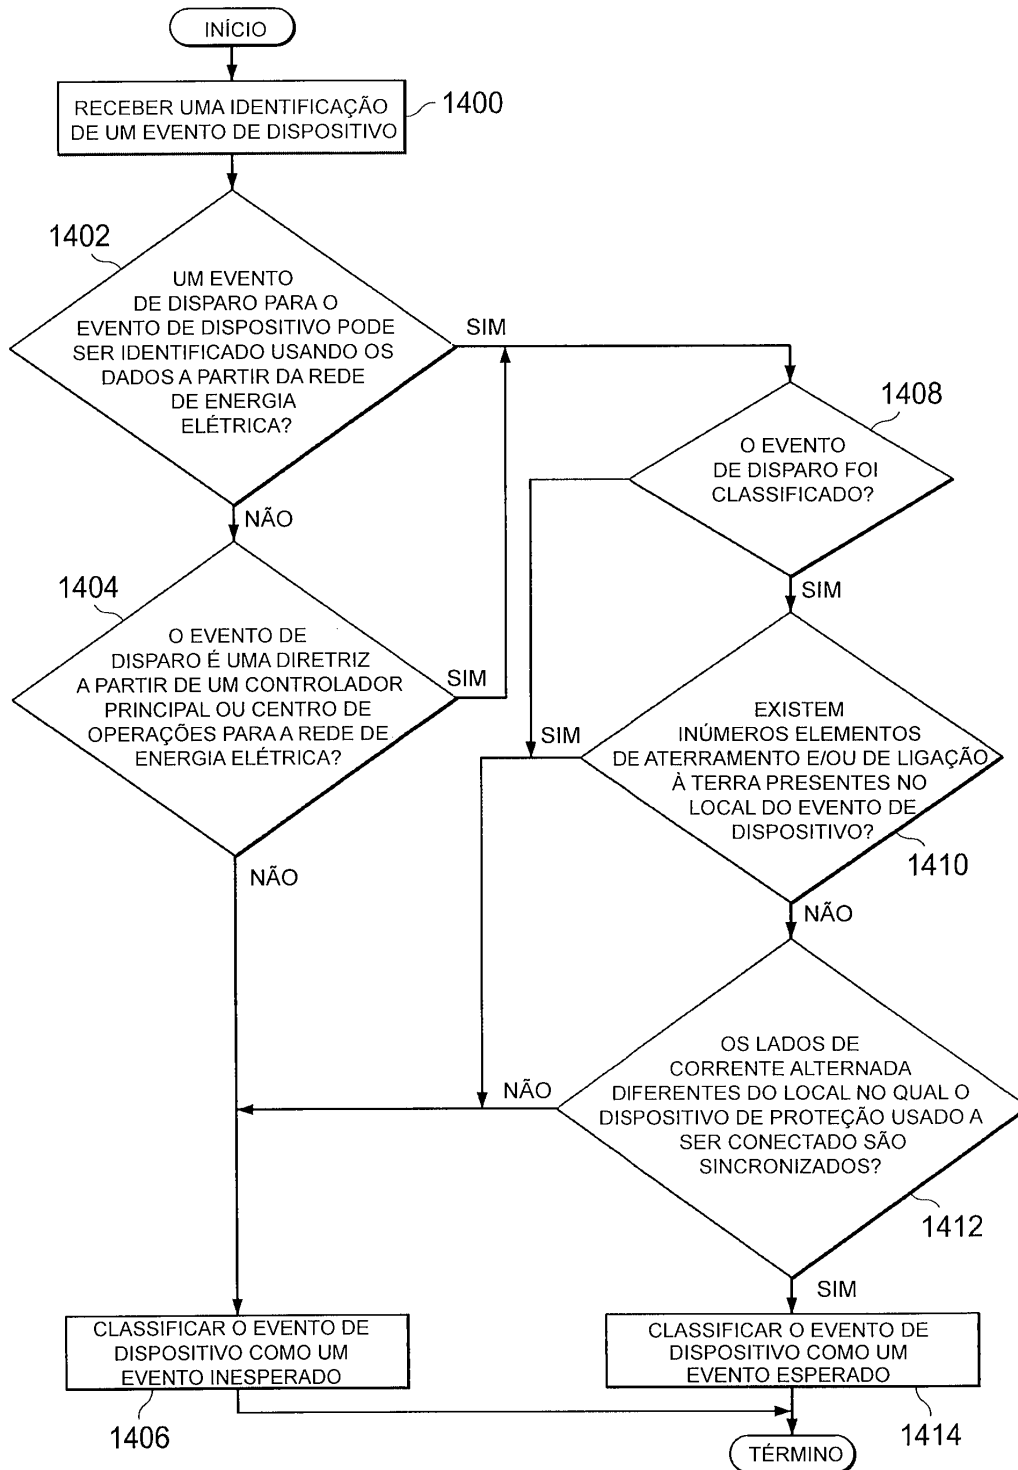 INÍCIO
RECEBER UMA IDENTIFICAÇÃO
DE UM EVENTO DE DISPOSITIVO
1400
1402
UM EVENTO
DE DISPARO PARA O
EVENTO DE DISPOSITIVO PODE
SER IDENTIFICADO USANDO OS
DADOS A PARTIR DA REDE
DE ENERGIA
ELÉTRICA?
SIM
NÃO
1404
O EVENTO DE
DISPARO É UMA DIRETRIZ
A PARTIR DE UM CONTROLADOR
PRINCIPAL OU CENTRO DE
OPERAÇÕES PARA A REDE DE
ENERGIA ELÉTRICA?
SIM
NÃO
1408
O EVENTO
DE DISPARO FOI
CLASSIFICADO?
SIM
EXISTEM
INÚMEROS ELEMENTOS
DE ATERRAMENTO E/OU DE LIGAÇÃO
À TERRA PRESENTES NO
LOCAL DO EVENTO DE
DISPOSITIVO?
SIM
1410
NÃO
OS LADOS DE
CORRENTE ALTERNADA
DIFERENTES DO LOCAL NO QUAL O
DISPOSITIVO DE PROTEÇÃO USADO A
SER CONECTADO SÃO
SINCRONIZADOS?
NÃO
1412
SIM
CLASSIFICAR O EVENTO DE
DISPOSITIVO COMO UM
EVENTO INESPERADO
1406
CLASSIFICAR O EVENTO DE
DISPOSITIVO COMO UM
EVENTO ESPERADO
1414
TÉRMINO